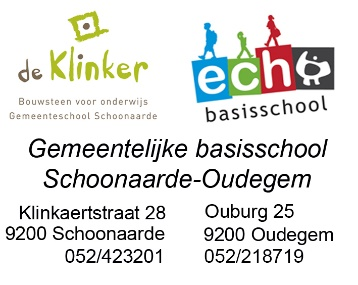 de Klinker
Bouwsteen voor onderwijs
Gemeenteschool Schoonaarde
echo
basisschool
Gemeentelijke basisschool
Schoonaarde-Oudegem
Klinkaertstraat 28
9200 Schoonaarde
052/423201
Ouburg 25
9200 Oudegem
052/218719